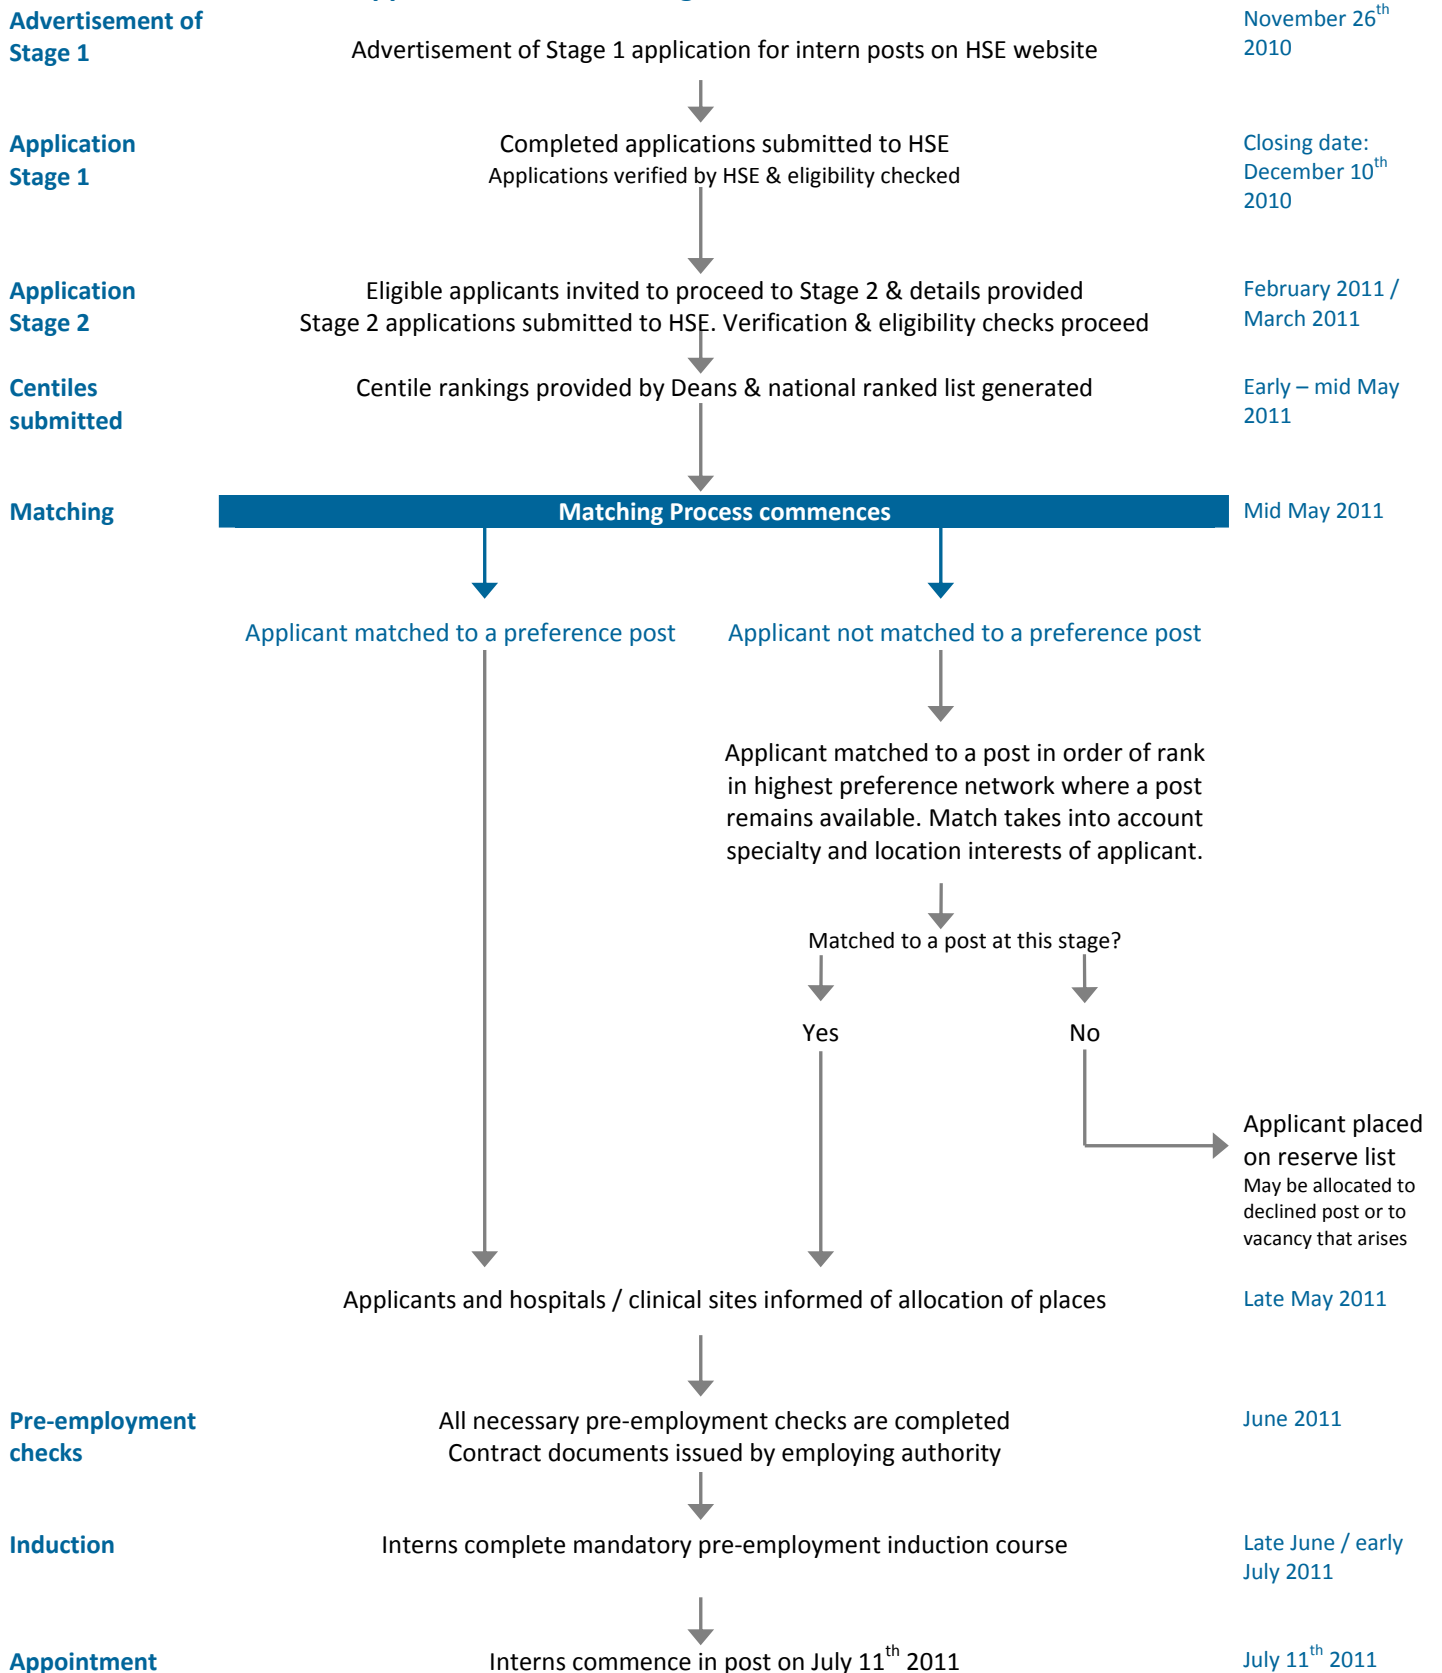 Advertisement of
Stage 1
Advertisement of Stage 1 application for intern posts on HSE website
November 26th
2010
Application
Stage 1
Completed applications submitted to HSE
Applications verified by HSE & eligibility checked
Closing date:
December 10th
2010
Application
Stage 2
Eligible applicants invited to proceed to Stage 2 & details provided
Stage 2 applications submitted to HSE. Verification & eligibility checks proceed
February 2011 /
March 2011
Centiles
submitted
Centile rankings provided by Deans & national ranked list generated
Early – mid May
2011
Matching
Matching Process commences
Mid May 2011
Applicant matched to a preference post
Applicant not matched to a preference post
Applicant matched to a post in order of rank
in highest preference network where a post
remains available. Match takes into account
specialty and location interests of applicant.
Matched to a post at this stage?
Yes
No
Applicant placed
on reserve list
May be allocated to
declined post or to
vacancy that arises
Applicants and hospitals / clinical sites informed of allocation of places
Late May 2011
Pre-employment
checks
All necessary pre-employment checks are completed
Contract documents issued by employing authority
June 2011
Induction
Interns complete mandatory pre-employment induction course
Late June / early
July 2011
Appointment
Interns commence in post on July 11th 2011
July 11th 2011